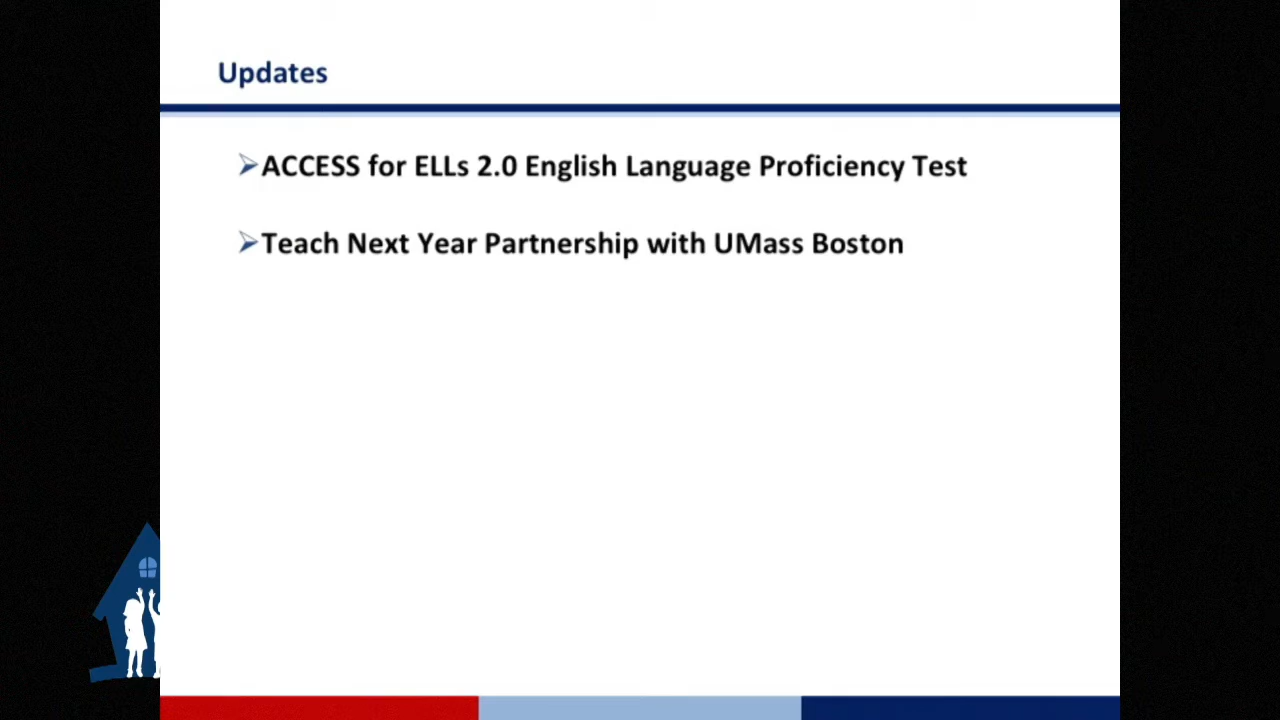 Updates
ACCESS for ELLs 2.0 English Language Proficiency Test
Teach Next Year Partnership with UMass Boston